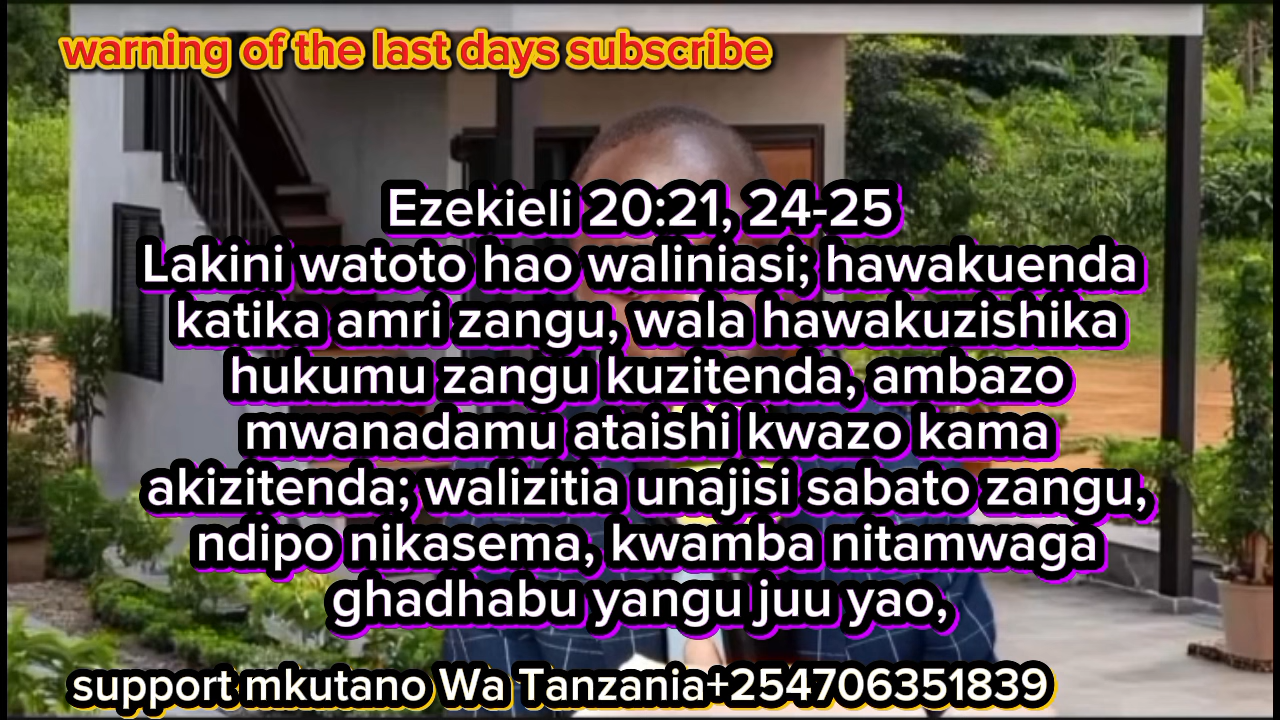 warning of the last days subscribe
Ezekieli 20:21, 24-25
Lakini watoto hao waliniasi; hawakuenda
katika amri zangu, wala hawakuzishika
hukumu zangu kuzitenda, ambazo
mwanadamu ataishi kwazo kama
akizitenda; walizitia unajisi sabato zangu,
ndipo nikasema, kwamba nitamwaga
ghadhabu yangu juu yao,
support mkutano Wa Tanzania+254706351839